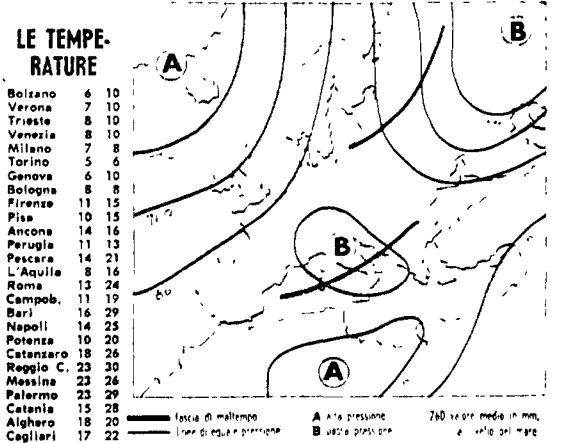 LE TEMPE-
RATURE
Bolzano 6 10
Verona 7 10
Trieste 8 10
Venezia 8 10
Milano 7 8
Torino 5 6
Genova 6 10
Bologna 8 8
Firenze 11 15
Pisa 10 15
Ancona 14 16
Perugia 11 13
Pescara 14 21
L'Aquila 8 16
Roma 13 24
Campob. 11 19
Bari 16 29
Napoli 14 25
Potenza 10 20
Catanzaro 18 26
Reggio C. 23 30
Messina 23 26
Palermo 23 29
Catania 15 28
Alghero 18 20
Cagliari 17 22
A
B
B
A
fascia di maltempo
linee di eguale pressione
A alta pressione
B bassa pressione
760 valore medio in mm.
a livello del mare